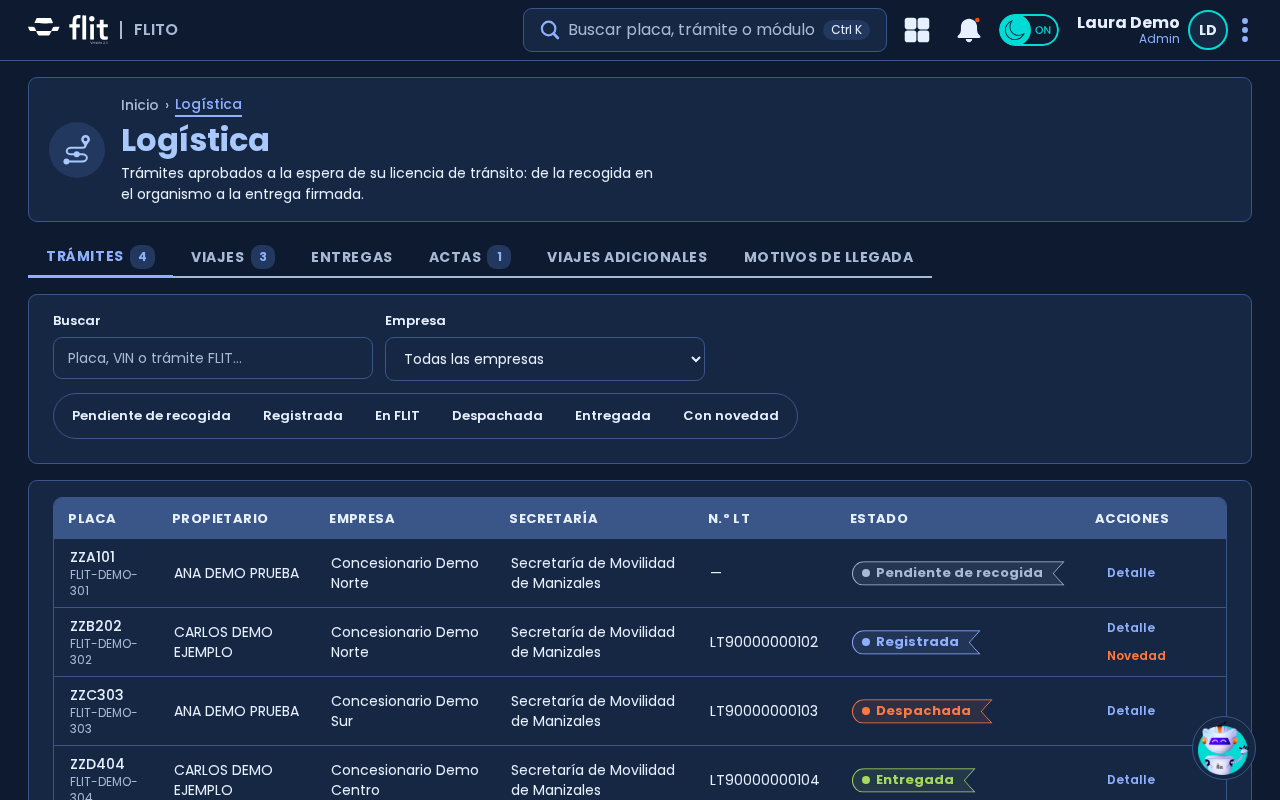 flit
FLITO
Buscar placa, trámite o módulo
Ctrl K
ON
Laura Demo
Admin
LD
Inicio › Logística
Logística
Trámites aprobados a la espera de su licencia de tránsito: de la recogida en
el organismo a la entrega firmada.
TRÁMITES 4
VIAJES 3
ENTREGAS
ACTAS 1
VIAJES ADICIONALES
MOTIVOS DE LLEGADA
Buscar
Empresa
Placa, VIN o trámite FLIT...
Todas las empresas
Pendiente de recogida
Registrada
En FLIT
Despachada
Entregada
Con novedad
PLACA PROPIETARIO EMPRESA SECRETARÍA N.º LT ESTADO ACCIONES
ZZA101
FLIT-DEMO-
301
ANA DEMO PRUEBA
Concesionario Demo
Norte
Secretaría de Movilidad
de Manizales
—
Pendiente de recogida
Detalle
ZZB202
FLIT-DEMO-
302
CARLOS DEMO
EJEMPLO
Concesionario Demo
Norte
Secretaría de Movilidad
de Manizales
LT90000000102
Registrada
Detalle
Novedad
ZZC303
FLIT-DEMO-
303
ANA DEMO PRUEBA
Concesionario Demo
Sur
Secretaría de Movilidad
de Manizales
LT90000000103
Despachada
Detalle
ZZD404
FLIT-DEMO-
304
CARLOS DEMO
EJEMPLO
Concesionario Demo
Centro
Secretaría de Movilidad
de Manizales
LT90000000104
Entregada
Detalle